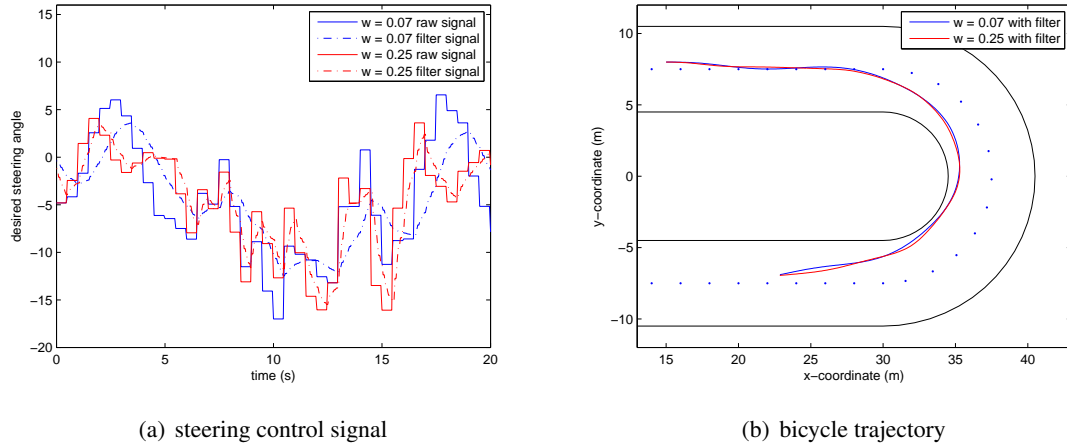 w = 0.07 raw signal
w = 0.07 filter signal
w = 0.25 raw signal
w = 0.25 filter signal
15
10
5
0
−5
−10
−15
−20
desired steering angle
0
5
10
15
20
time (s)
(a) steering control signal
w = 0.07 with filter
w = 0.25 with filter
10
5
0
−5
−10
y−coordinate (m)
15
20
25
30
35
40
x−coordinate (m)
(b) bicycle trajectory